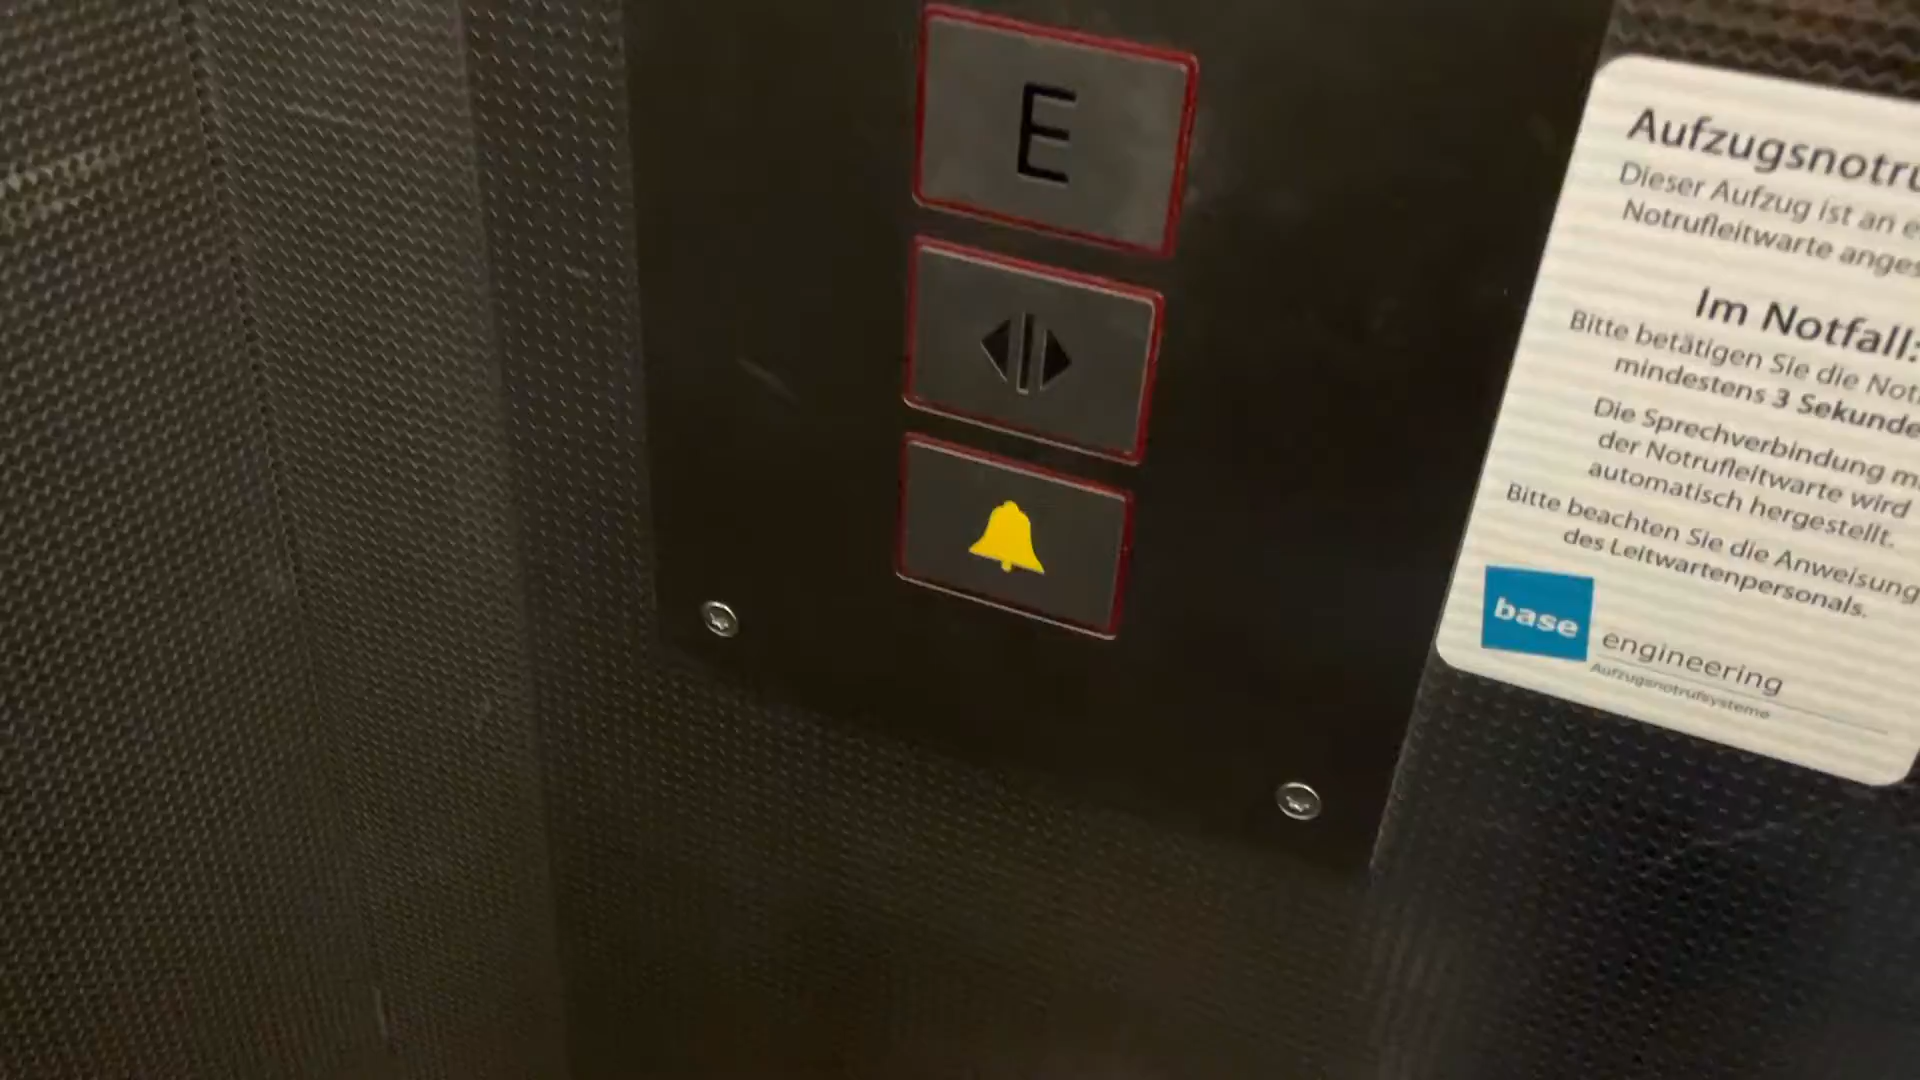 E
Aufzugsnotru
Dieser Aufzug ist an e
Notrufleitwarte anges
Im Notfall:
Bitte betätigen Sie die Not
mindestens 3 Sekunde
Die Sprechverbindung m
der Notrufleitwarte wird
automatisch hergestellt.
Bitte beachten Sie die Anweisung
des Leitwartenpersonals.
base engineering
Aufzugsnotrufsysteme